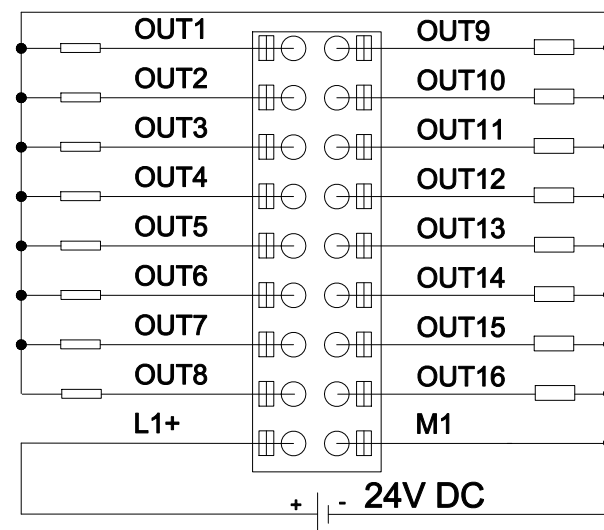 OUT1 OUT9
OUT2 OUT10
OUT3 OUT11
OUT4 OUT12
OUT5 OUT13
OUT6 OUT14
OUT7 OUT15
OUT8 OUT16
L1+ M1
+ - 24V DC